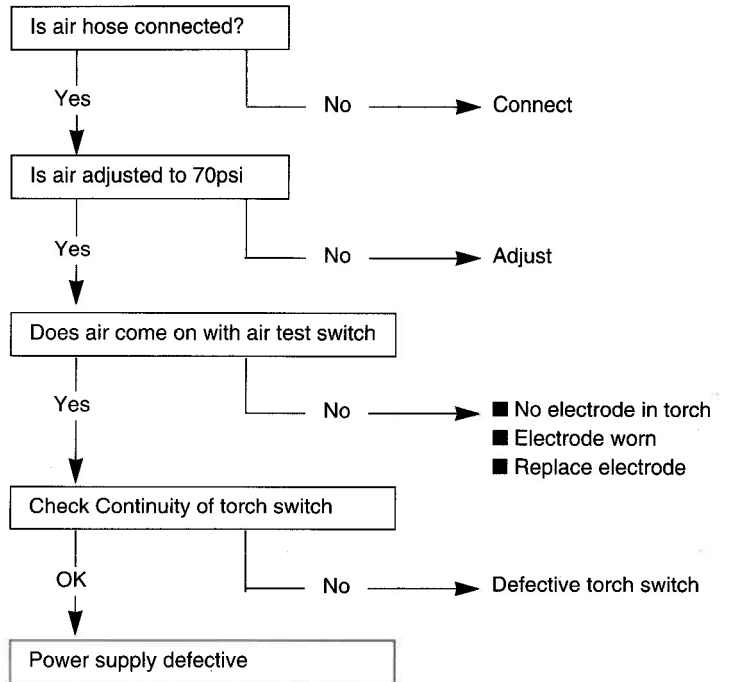 Is air hose connected?
Yes
No
Connect
Is air adjusted to 70psi
Yes
No
Adjust
Does air come on with air test switch
Yes
No
■ No electrode in torch
■ Electrode worn
■ Replace electrode
Check Continuity of torch switch
OK
No
Defective torch switch
Power supply defective